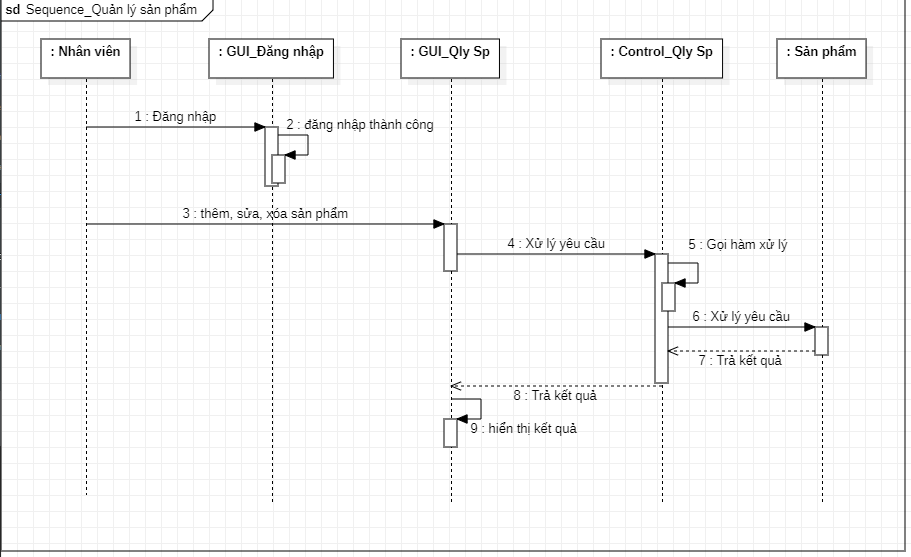 sd Sequence_Quản lý sản phẩm
: Nhân viên
: GUI_Đăng nhập
: GUI_Qly Sp
: Control_Qly Sp
: Sản phẩm
1 : Đăng nhập
2 : đăng nhập thành công
3 : thêm, sửa, xóa sản phẩm
4 : Xử lý yêu cầu
5 : Gọi hàm xử lý
6 : Xử lý yêu cầu
7 : Trả kết quả
8 : Trả kết quả
9 : hiển thị kết quả